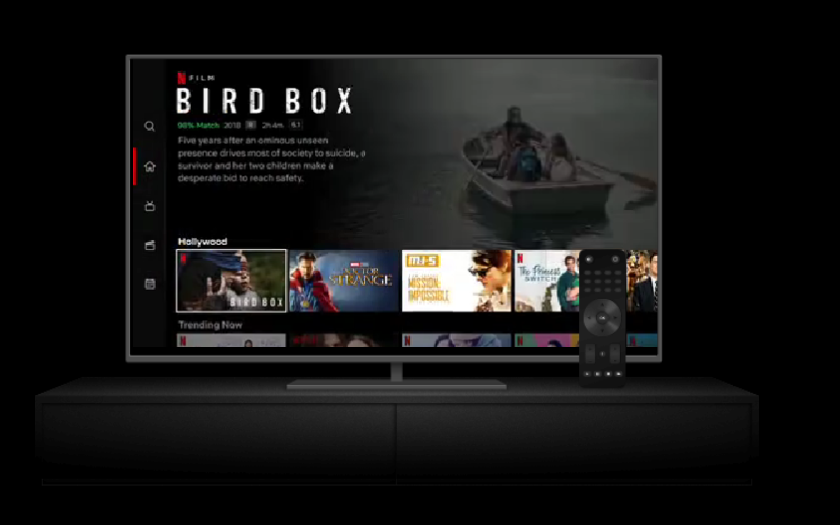 N FILM
BIRD BOX
98% Match 2018 2h 4m 5.1
Five years after an ominous unseen
presence drives most of society to suicide, a
survivor and her two children make a
desperate bid to reach safety.
Hollywood
BIRD BOX
DOCTOR
STRANGE
M:I-5
MISSION:
IMPOSSIBLE
The Princess
SWITCH
Trending Now